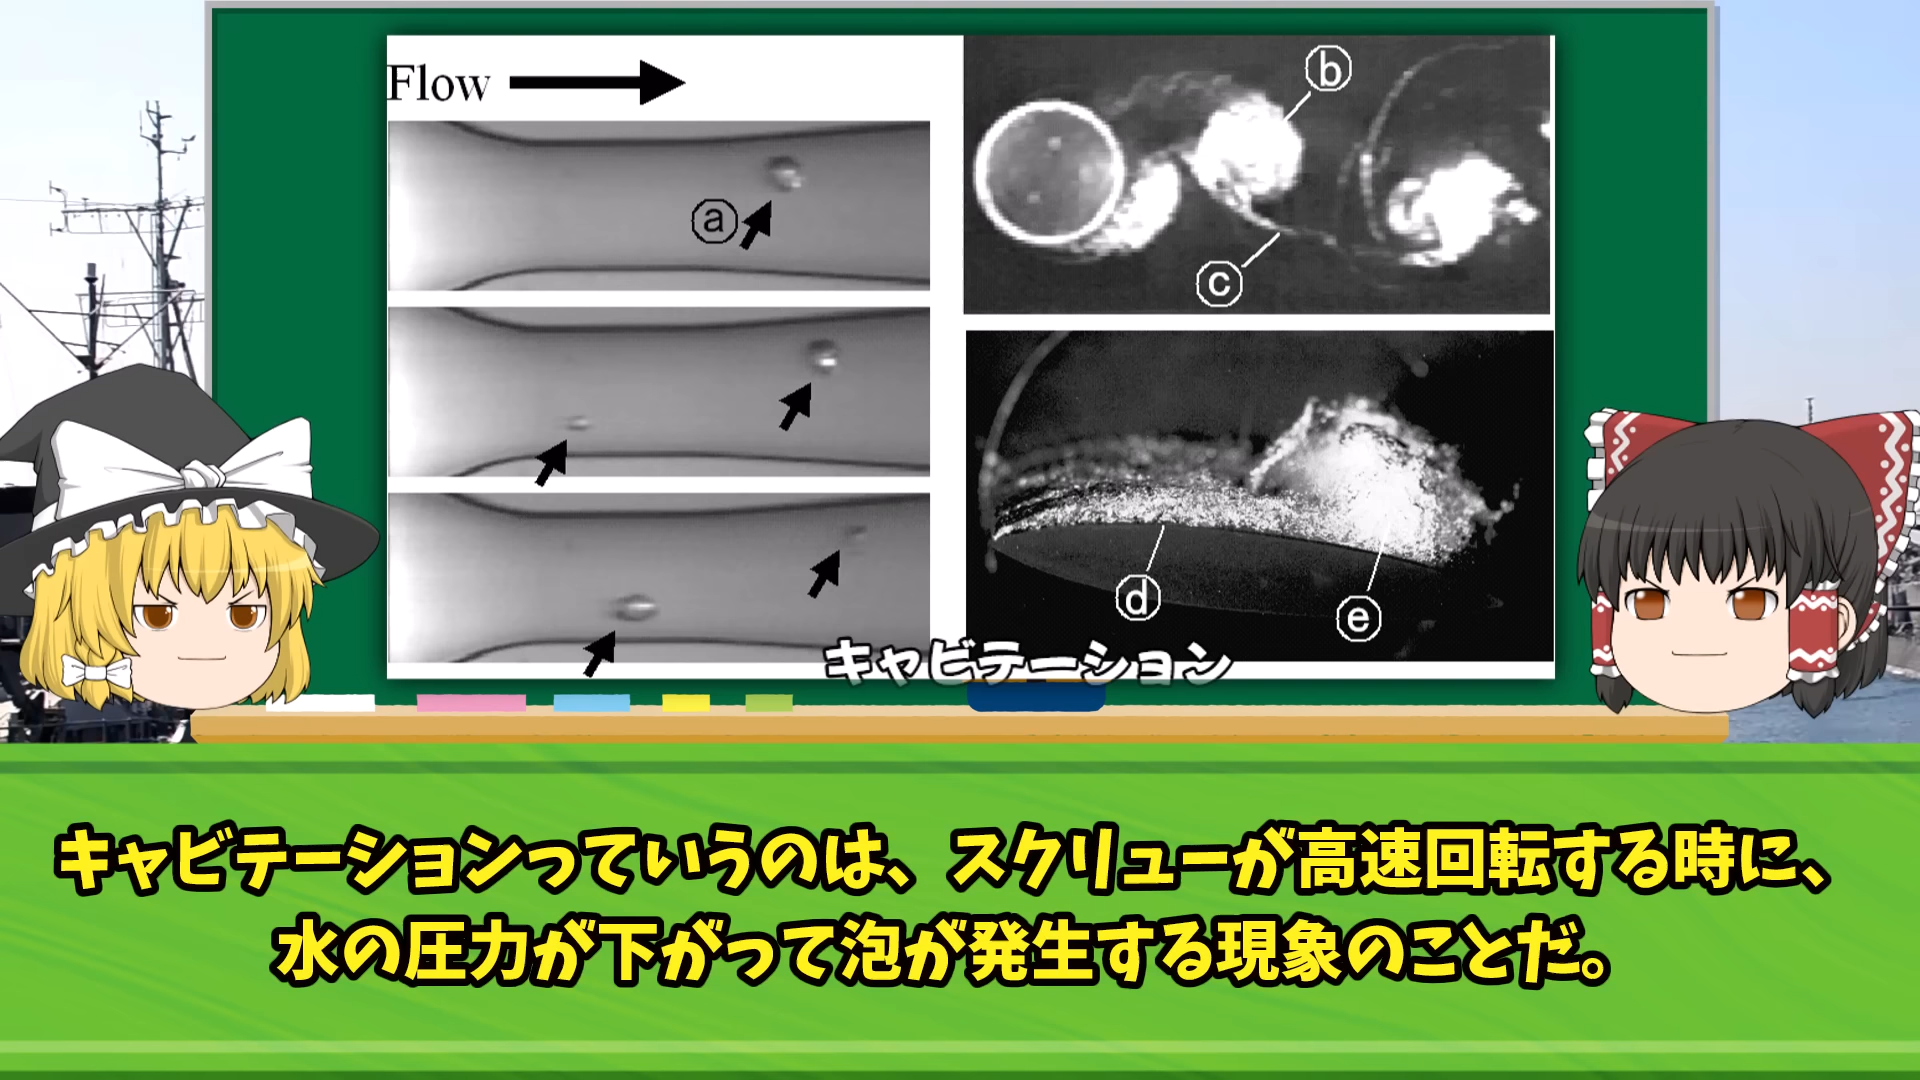 Flow
ⓐ
ⓑ
ⓒ
ⓓ
ⓔ
キャビテーション
キャビテーションっていうのは、スクリューが高速回転する時に、
水の圧力が下がって泡が発生する現象のことだ。